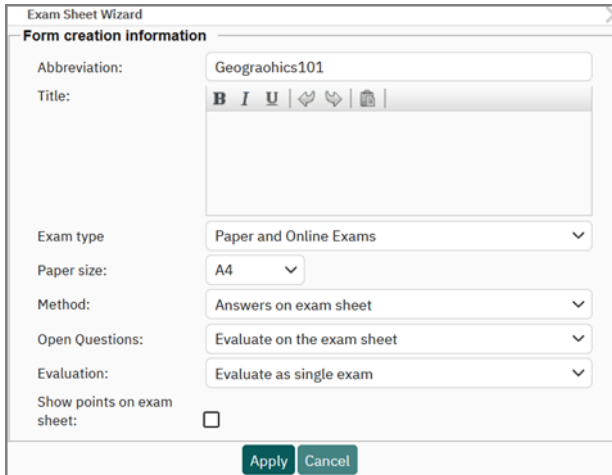 Exam Sheet Wizard
Form creation information
Abbreviation: Geograohics101
Title: B I U
Exam type Paper and Online Exams
Paper size: A4
Method: Answers on exam sheet
Open Questions: Evaluate on the exam sheet
Evaluation: Evaluate as single exam
Show points on exam
sheet:
Apply Cancel